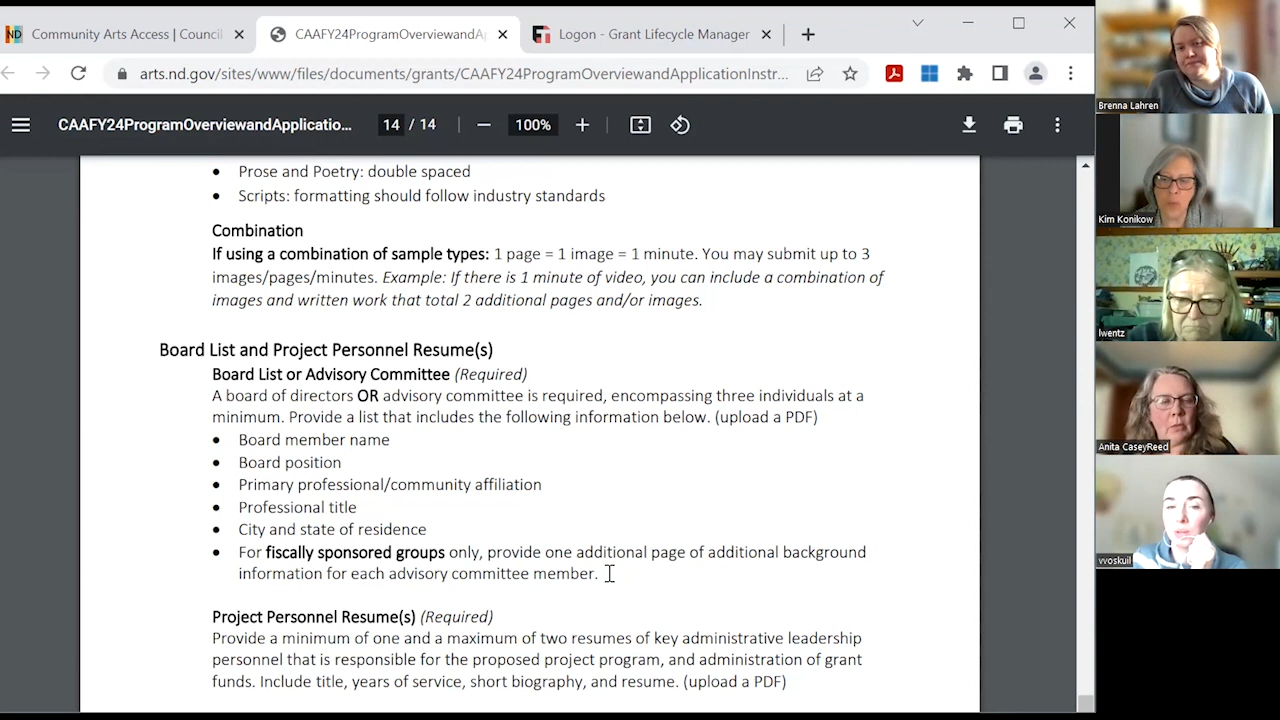 Community Arts Access | Council
CAAFY24ProgramOverviewandAp
Logon - Grant Lifecycle Manager
arts.nd.gov/sites/www/files/documents/grants/CAAFY24ProgramOverviewandApplicationInstr...
CAAFY24ProgramOverviewandApplicatio...
14 / 14
100%
• Prose and Poetry: double spaced
• Scripts: formatting should follow industry standards
Combination
If using a combination of sample types: 1 page = 1 image = 1 minute. You may submit up to 3
images/pages/minutes. Example: If there is 1 minute of video, you can include a combination of
images and written work that total 2 additional pages and/or images.
Board List and Project Personnel Resume(s)
Board List or Advisory Committee (Required)
A board of directors OR advisory committee is required, encompassing three individuals at a
minimum. Provide a list that includes the following information below. (upload a PDF)
• Board member name
• Board position
• Primary professional/community affiliation
• Professional title
• City and state of residence
• For fiscally sponsored groups only, provide one additional page of additional background
information for each advisory committee member.
Project Personnel Resume(s) (Required)
Provide a minimum of one and a maximum of two resumes of key administrative leadership
personnel that is responsible for the proposed project program, and administration of grant
funds. Include title, years of service, short biography, and resume. (upload a PDF)
Brenna Lahren
Kim Konikow
lwentz
Anita CaseyReed
vvoskuil